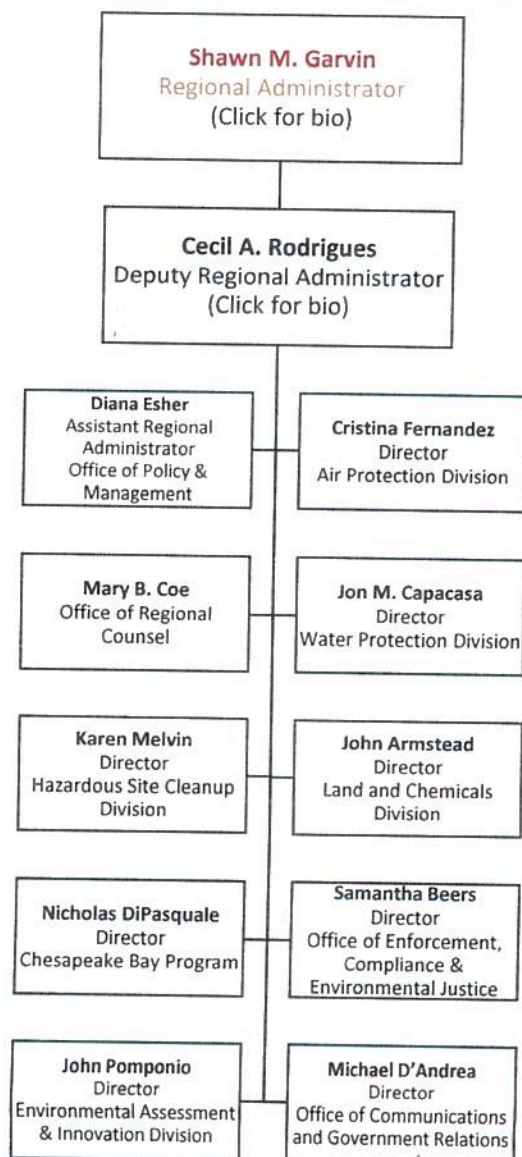 Shawn M. Garvin
Regional Administrator
(Click for bio)
Cecil A. Rodrigues
Deputy Regional Administrator
(Click for bio)
Diana Esher
Assistant Regional
Administrator
Office of Policy &
Management
Cristina Fernandez
Director
Air Protection Division
Mary B. Coe
Office of Regional
Counsel
Jon M. Capacasa
Director
Water Protection Division
Karen Melvin
Director
Hazardous Site Cleanup
Division
John Armstead
Director
Land and Chemicals
Division
Nicholas DiPasquale
Director
Chesapeake Bay Program
Samantha Beers
Director
Office of Enforcement,
Compliance &
Environmental Justice
John Pomponio
Director
Environmental Assessment
& Innovation Division
Michael D'Andrea
Director
Office of Communications
and Government Relations